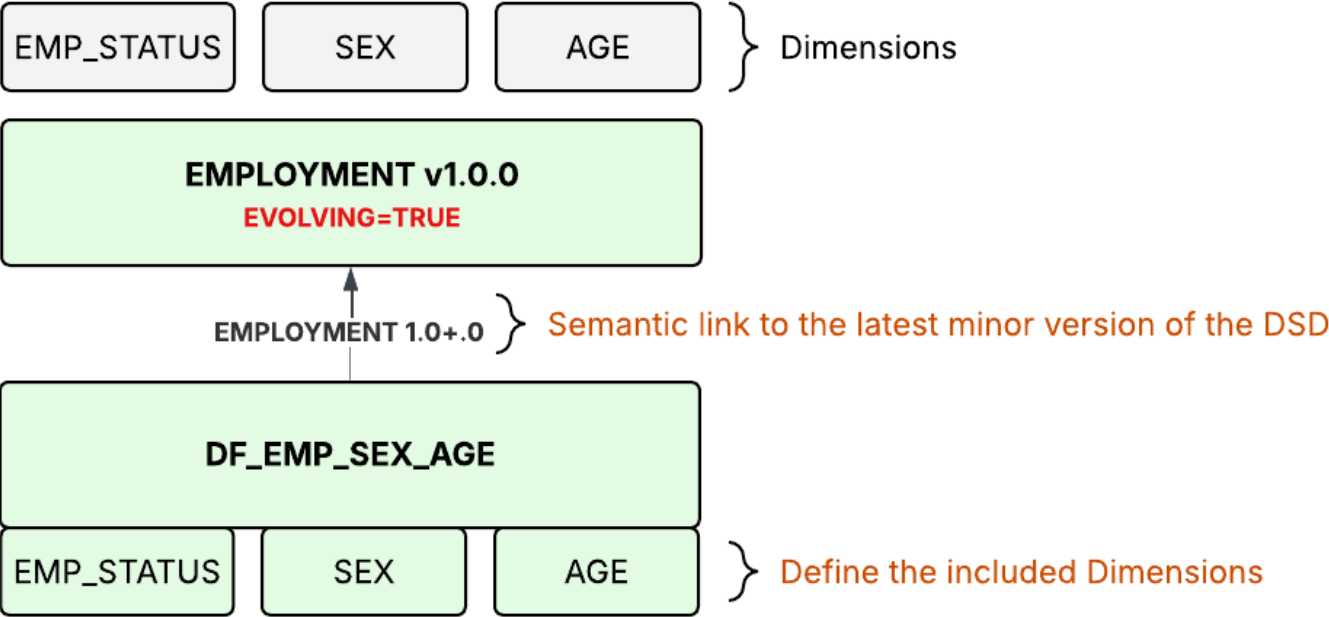 EMP_STATUS SEX AGE Dimensions
EMPLOYMENT v1.0.0
EVOLVING=TRUE
EMPLOYMENT 1.0+.0 Semantic link to the latest minor version of the DSD
DF_EMP_SEX_AGE
EMP_STATUS SEX AGE Define the included Dimensions